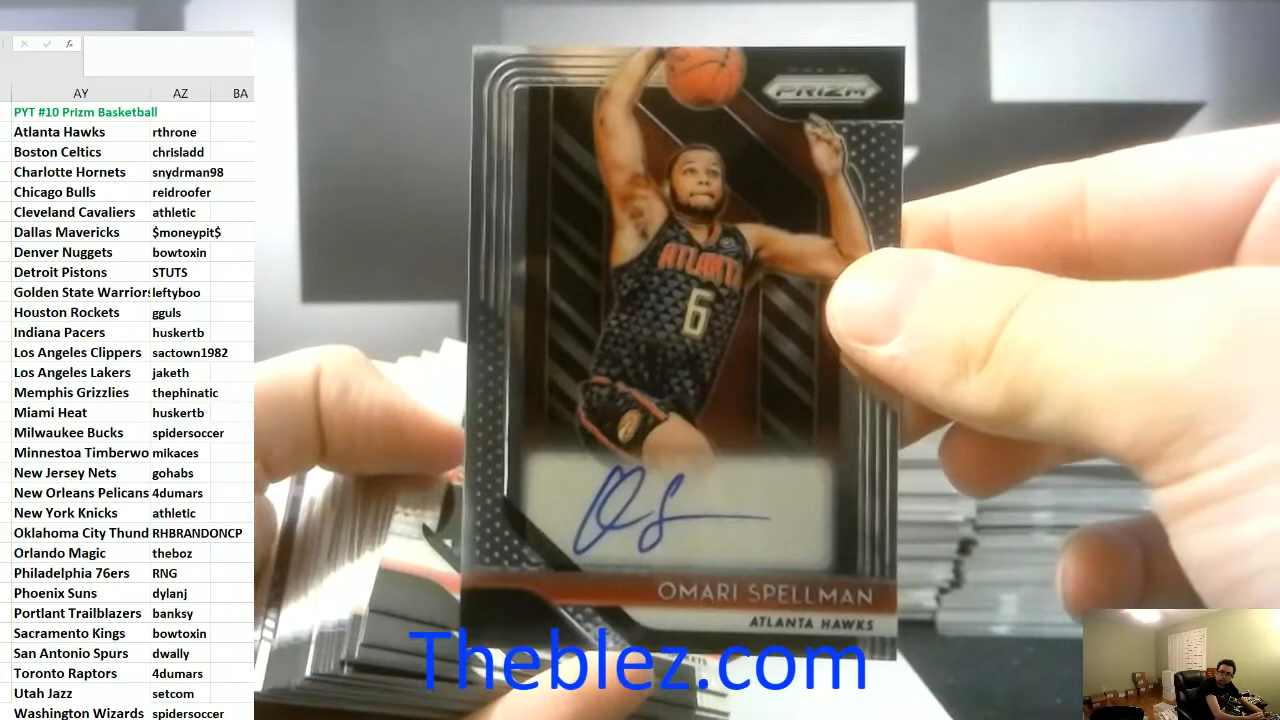 AY AZ BA
PYT #10 Prizm Basketball
Atlanta Hawks rthrone
Boston Celtics chrisladd
Charlotte Hornets snydrman98
Chicago Bulls reidroofer
Cleveland Cavaliers athletic
Dallas Mavericks $moneypit$
Denver Nuggets bowtoxin
Detroit Pistons STUTS
Golden State Warriors leftyboo
Houston Rockets gguls
Indiana Pacers huskertb
Los Angeles Clippers sactown1982
Los Angeles Lakers jaketh
Memphis Grizzlies thephinatic
Miami Heat huskertb
Milwaukee Bucks spidersoccer
Minnestoa Timberwo mikaces
New Jersey Nets gohabs
New Orleans Pelicans 4dumars
New York Knicks athletic
Oklahoma City Thund RHBRANDONCP
Orlando Magic theboz
Philadelphia 76ers RNG
Phoenix Suns dylanj
Portlant Trailblazers banksy
Sacramento Kings bowtoxin
San Antonio Spurs dwally
Toronto Raptors 4dumars
Utah Jazz setcom
Washington Wizards spidersoccer
PRIZM
ATLANTA
6
OS
OMARI SPELLMAN
ATLANTA HAWKS
Theblez.com